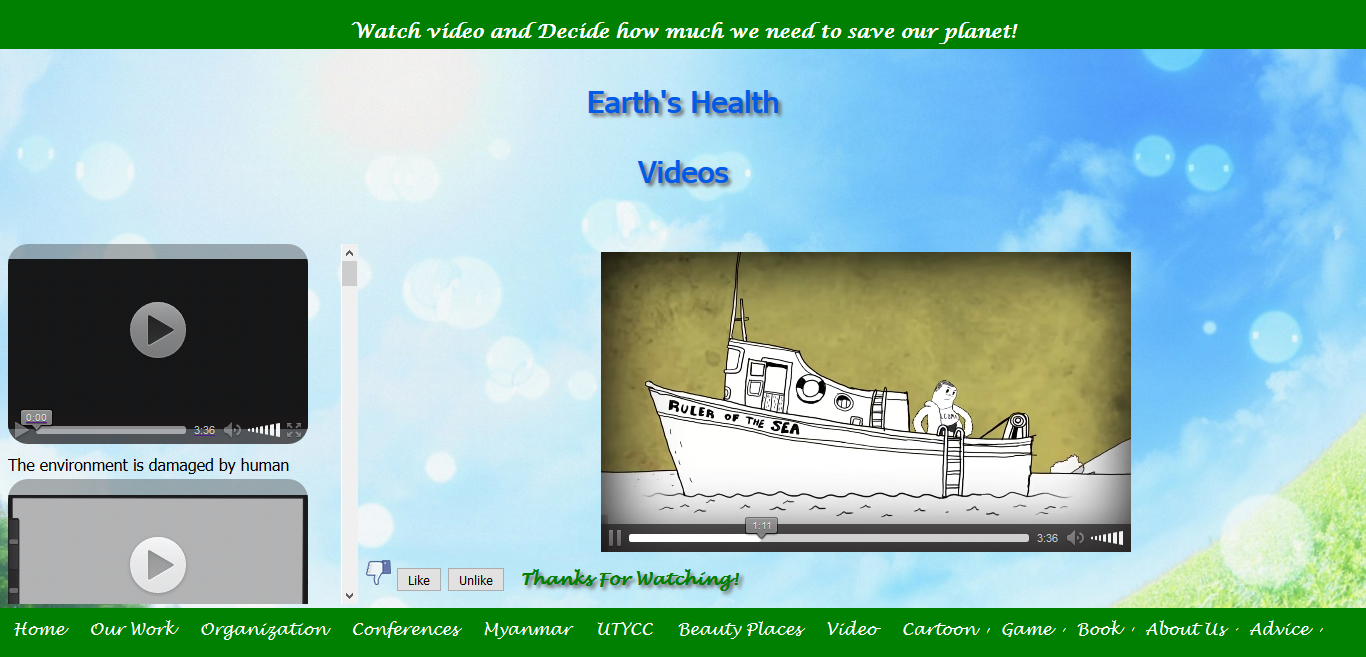 Watch video and Decide how much we need to save our planet!
Earth's Health
Videos
0:00
3:36
The environment is damaged by human
RULER OF THE SEA
1:11
3:36
Like Unlike Thanks For Watching!
Home Our Work Organization Conferences Myanmar UTYCC Beauty Places Video Cartoon , Game , Book , About Us , Advice ,